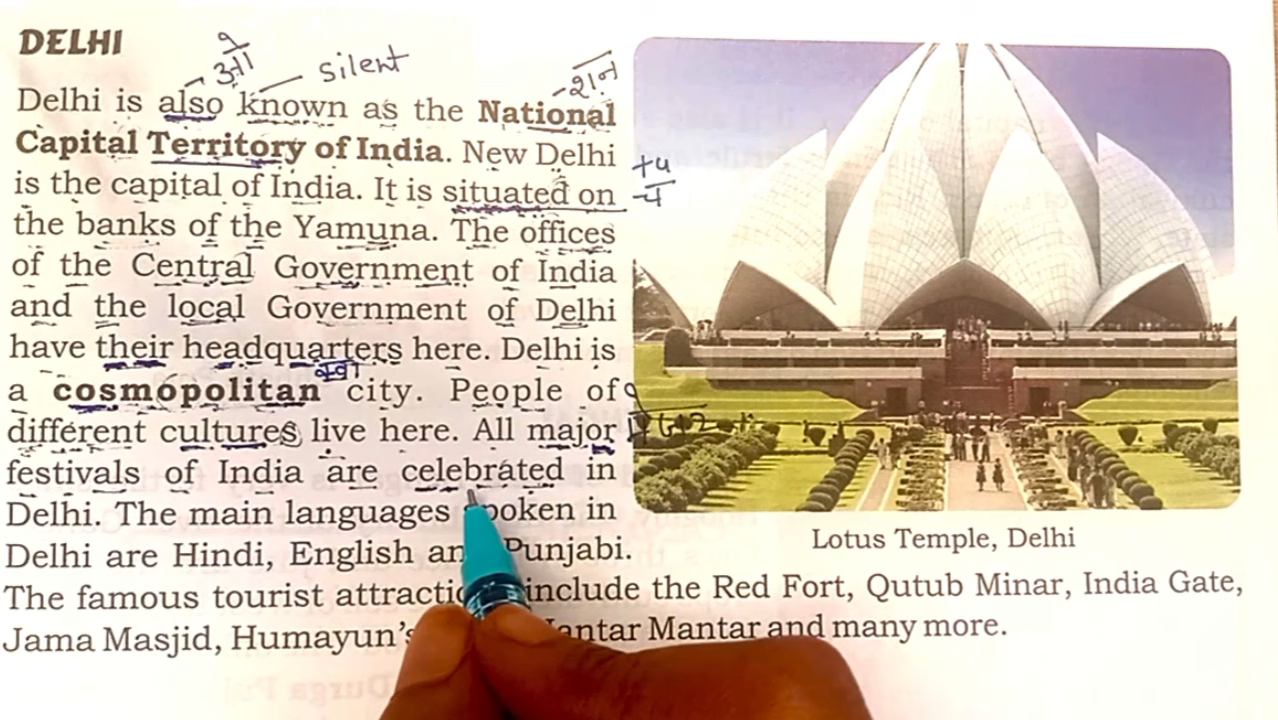 DELHI
silent
Delhi is also known as the National
Capital Territory of India. New Delhi
is the capital of India. It is situated on
the banks of the Yamuna. The offices
of the Central Government of India
and the local Government of Delhi
have their headquarters here. Delhi is
a cosmopolitan city. People of
different cultures live here. All major
festivals of India are celebrated in
Delhi. The main languages in
Delhi are Hindi, English Punjabi.
The famous tourist include the Red Fort, Qutub Minar, India Gate,
Jama Masjid, Humayun's Mantar and many more.
Lotus Temple, Delhi